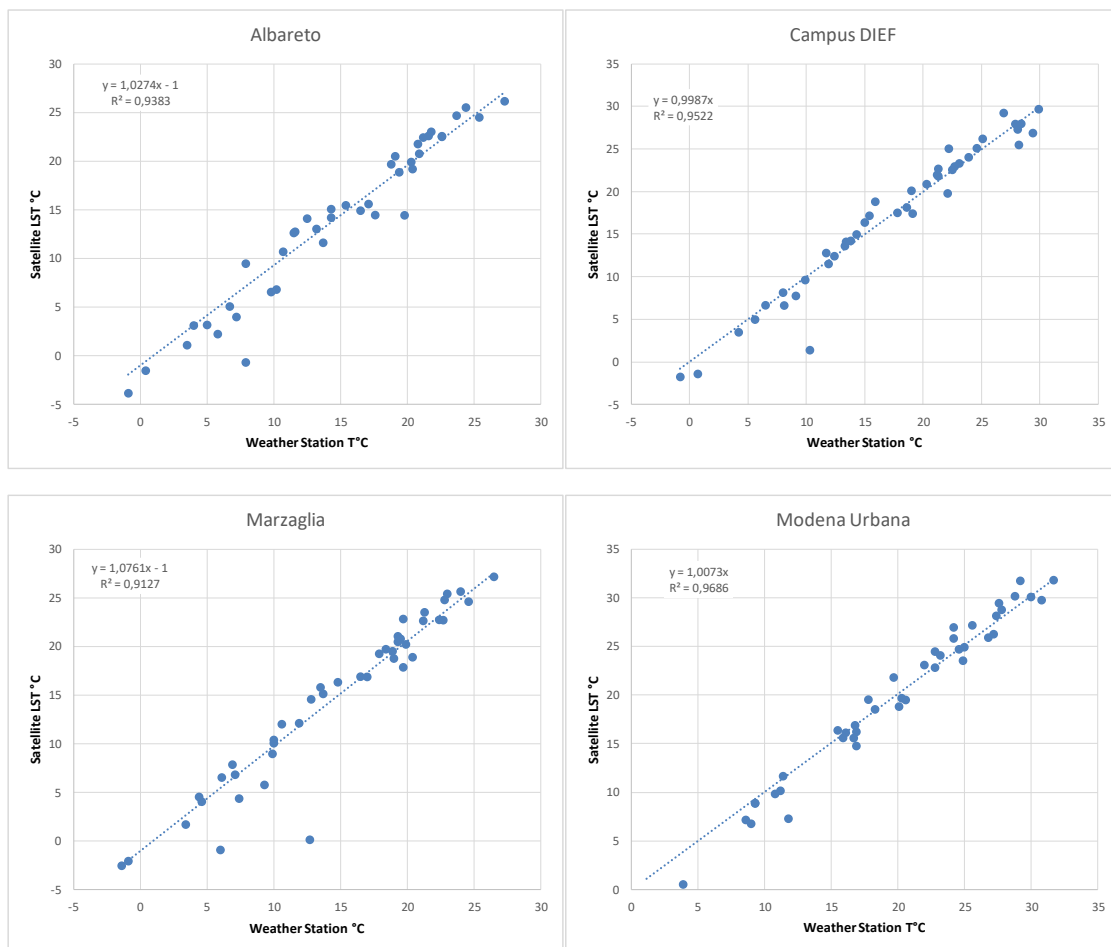 Albareto
y = 1,0274x - 1
R² = 0,9383
30
25
20
15
10
5
0
-5
-5 0 5 10 15 20 25 30
Satellite LST °C
Weather Station T°C
Campus DIEF
y = 0,9987x
R² = 0,9522
35
30
25
20
15
10
5
0
-5
-5 0 5 10 15 20 25 30 35
Satellite LST °C
Weather Station °C
Marzaglia
y = 1,0761x - 1
R² = 0,9127
30
25
20
15
10
5
0
-5
-5 0 5 10 15 20 25 30
Satellite LST °C
Weather Station °C
Modena Urbana
y = 1,0073x
R² = 0,9686
35
30
25
20
15
10
5
0
0 5 10 15 20 25 30 35
Satellite LST °C
Weather Station T°C